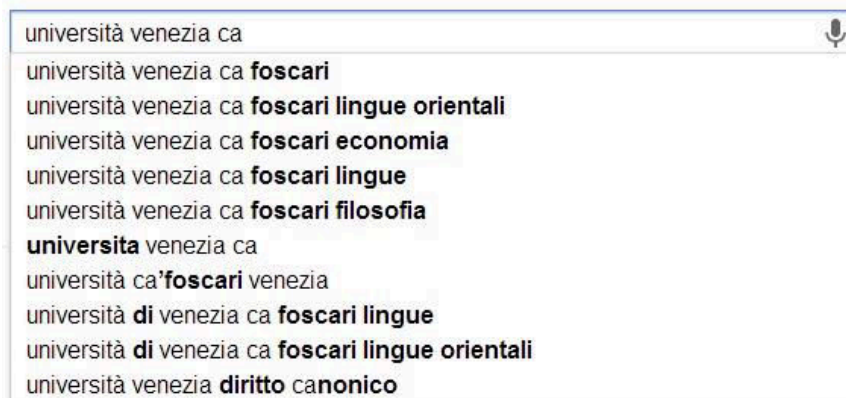 università venezia ca
università venezia ca foscari
università venezia ca foscari lingue orientali
università venezia ca foscari economia
università venezia ca foscari lingue
università venezia ca foscari filosofia
universita venezia ca
università ca'foscari venezia
università di venezia ca foscari lingue
università di venezia ca foscari lingue orientali
università venezia diritto canonico